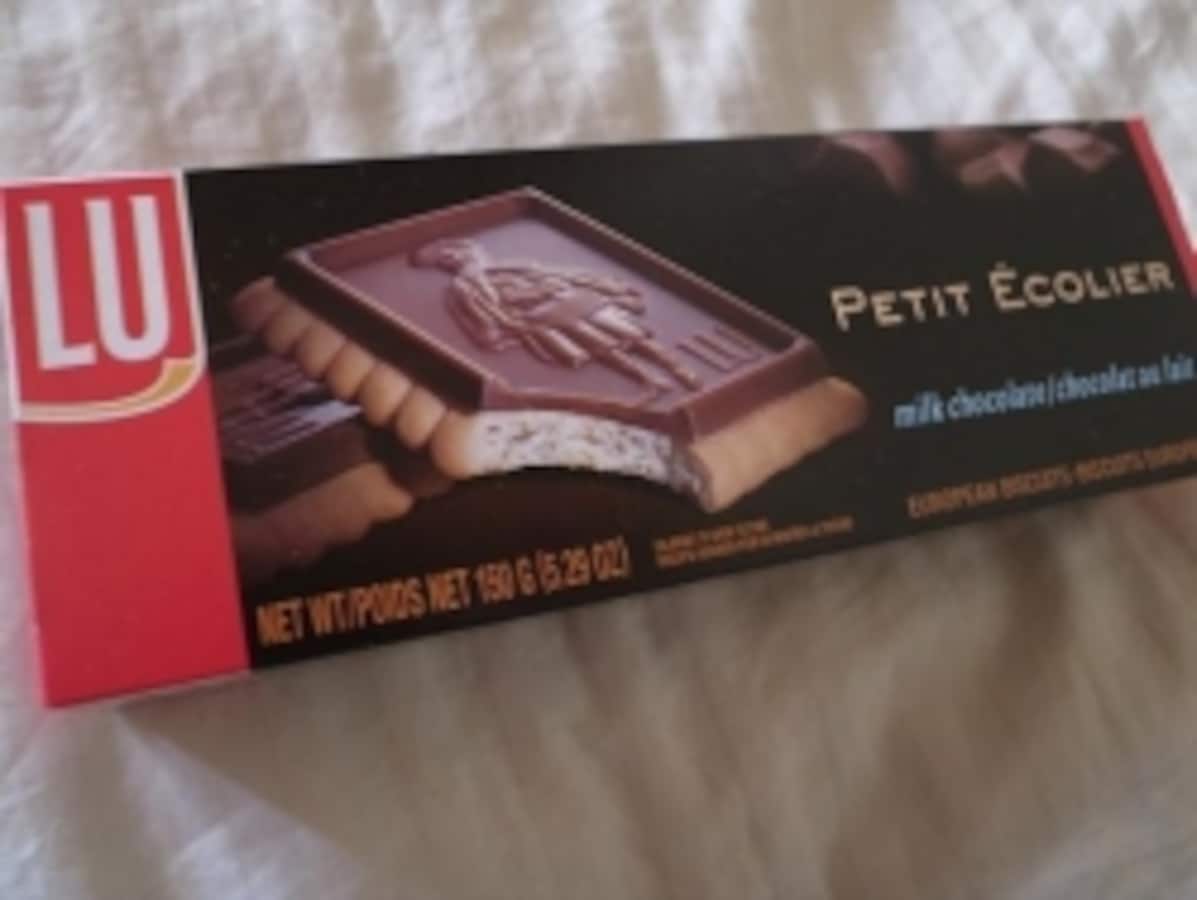 LU
PETIT ÉCOLIER
milk chocolate/chocolat au lait
EUROPEAN BISCUITS
NET WT/POIDS NET 150 G (5.29 OZ)